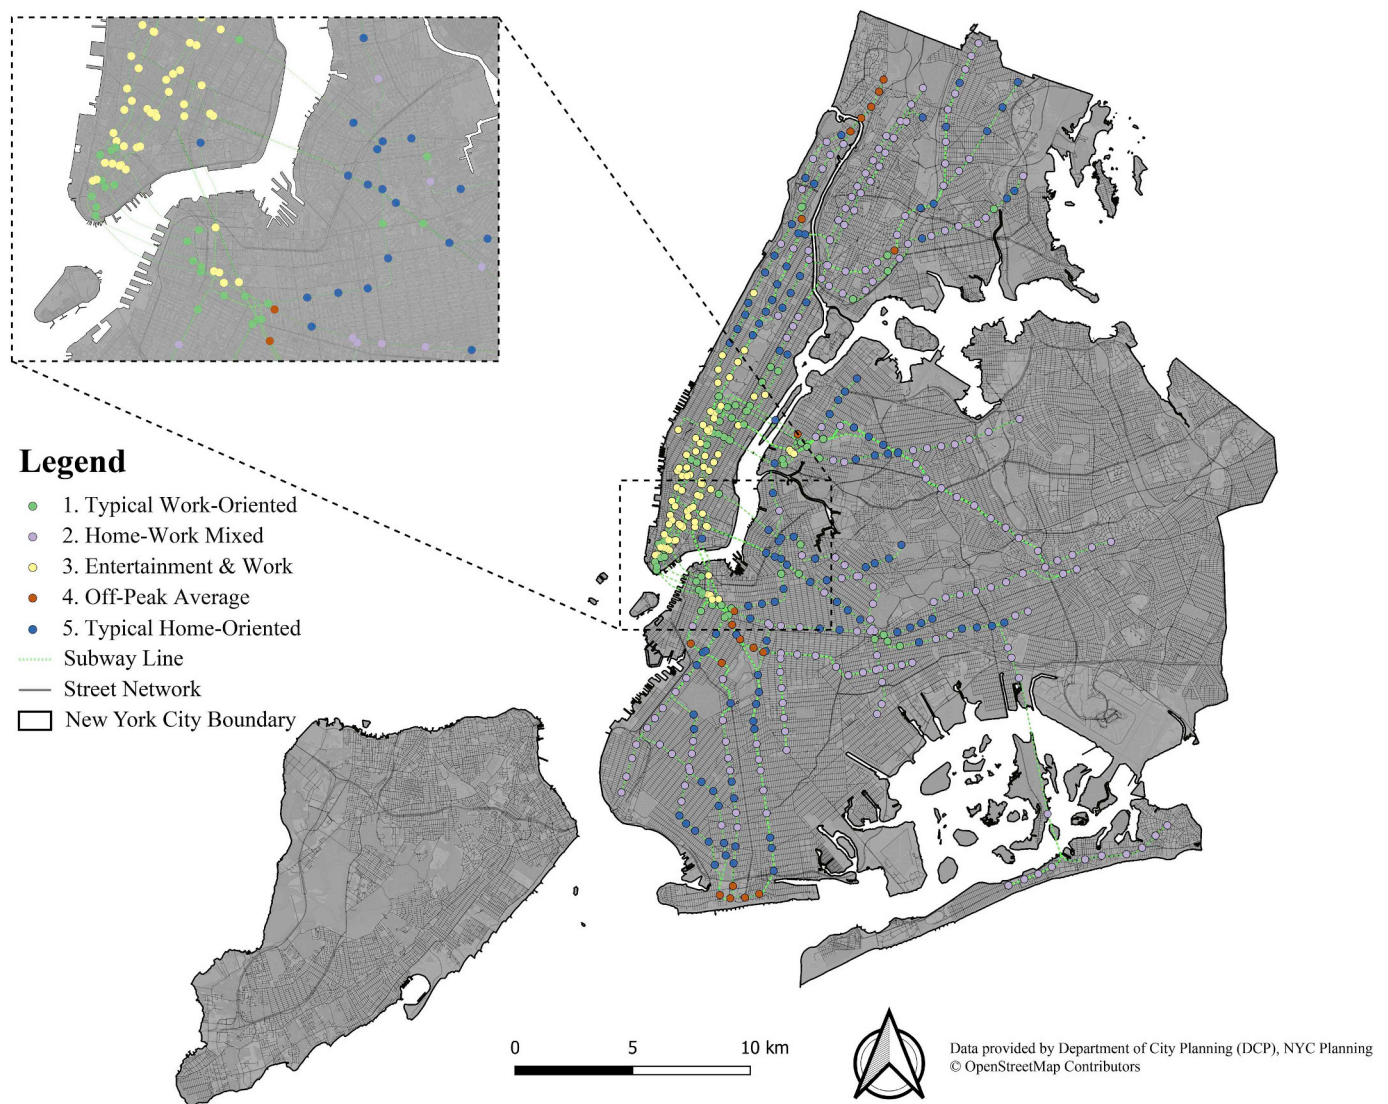 Legend
1. Typical Work-Oriented
2. Home-Work Mixed
3. Entertainment & Work
4. Off-Peak Average
5. Typical Home-Oriented
Subway Line
Street Network
New York City Boundary
0 5 10 km
Data provided by Department of City Planning (DCP), NYC Planning
© OpenStreetMap Contributors